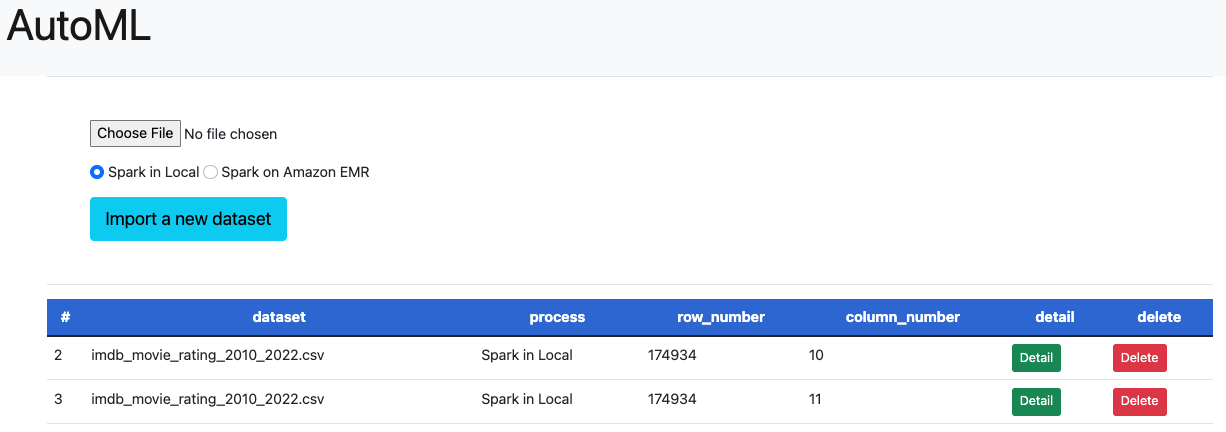 AutoML
Choose File No file chosen
Spark in Local Spark on Amazon EMR
Import a new dataset
# dataset process row_number column_number detail delete
2 imdb_movie_rating_2010_2022.csv Spark in Local 174934 10 Detail Delete
3 imdb_movie_rating_2010_2022.csv Spark in Local 174934 11 Detail Delete